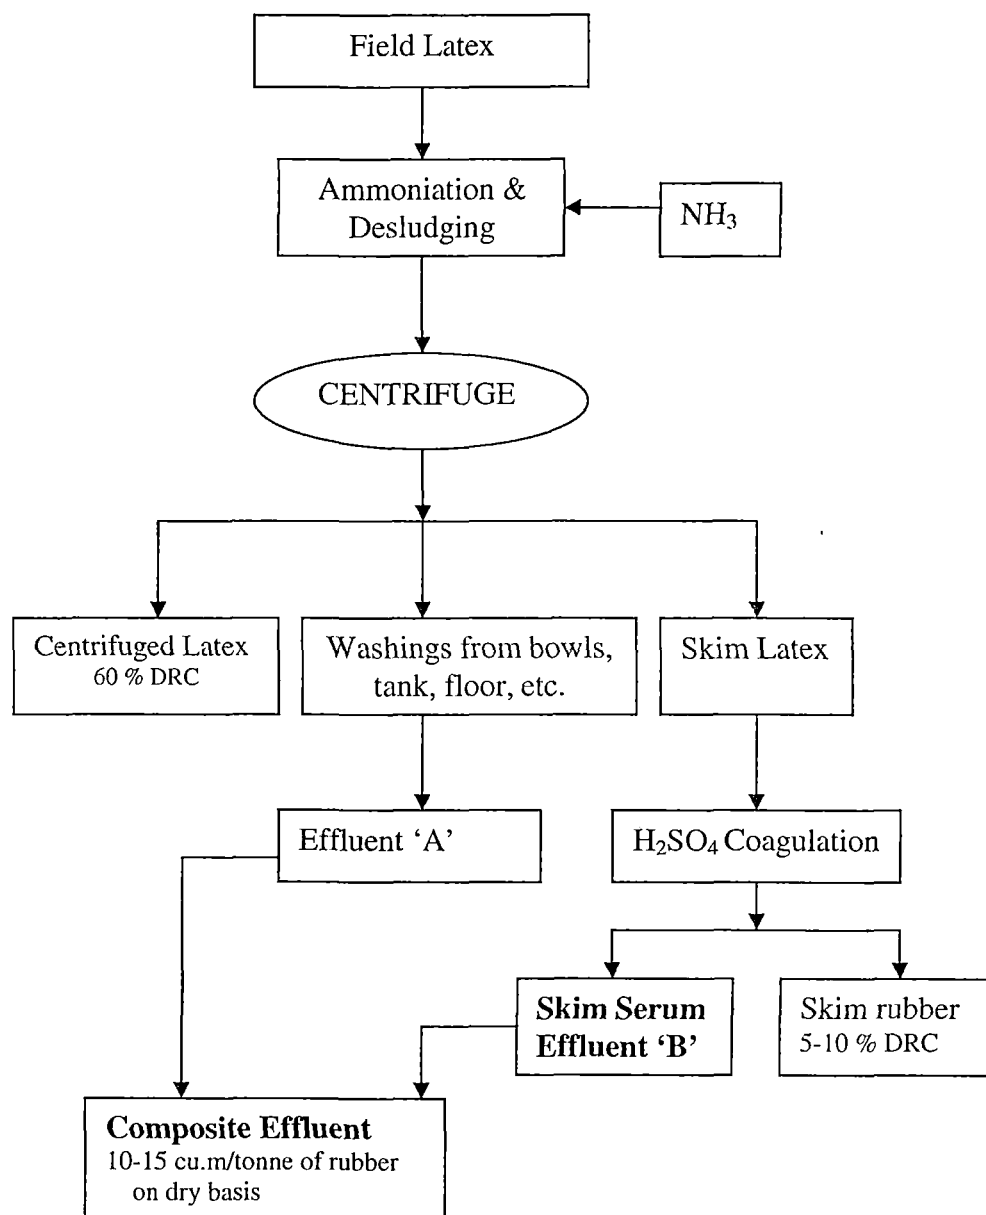 Field Latex
Ammoniation &
Desludging
NH₃
CENTRIFUGE
Centrifuged Latex
60 % DRC
Washings from bowls,
tank, floor, etc.
Skim Latex
Effluent ‘A’
H₂SO₄ Coagulation
Skim Serum
Effluent ‘B’
Skim rubber
5-10 % DRC
Composite Effluent
10-15 cu.m/tonne of rubber
on dry basis